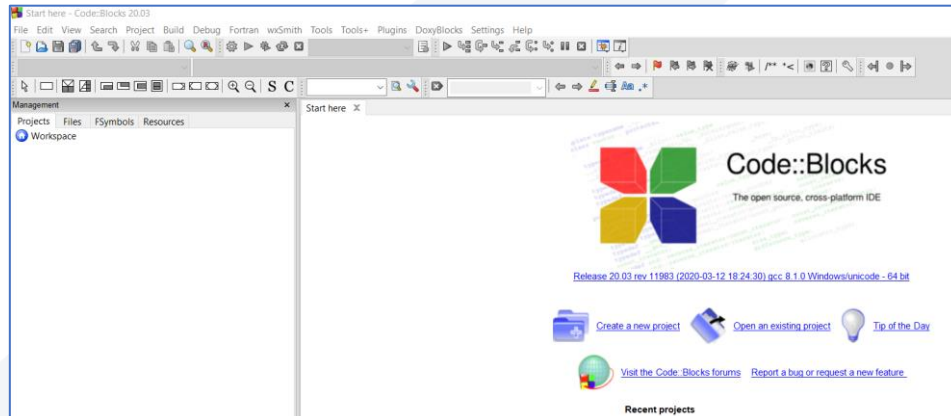 Start here - Code::Blocks 20.03
File Edit View Search Project Build Debug Fortran wxSmith Tools Tools+ Plugins DoxyBlocks Settings Help
/** *<
S C
Aa .*
Management
Start here
Projects Files FSymbols Resources
Workspace
Code::Blocks
The open source, cross-platform IDE
Release 20.03 rev 11983 (2020-03-12 18:24:30) gcc 8.1.0 Windows/unicode - 64 bit
Create a new project Open an existing project Tip of the Day
Visit the Code::Blocks forums Report a bug or request a new feature
Recent projects